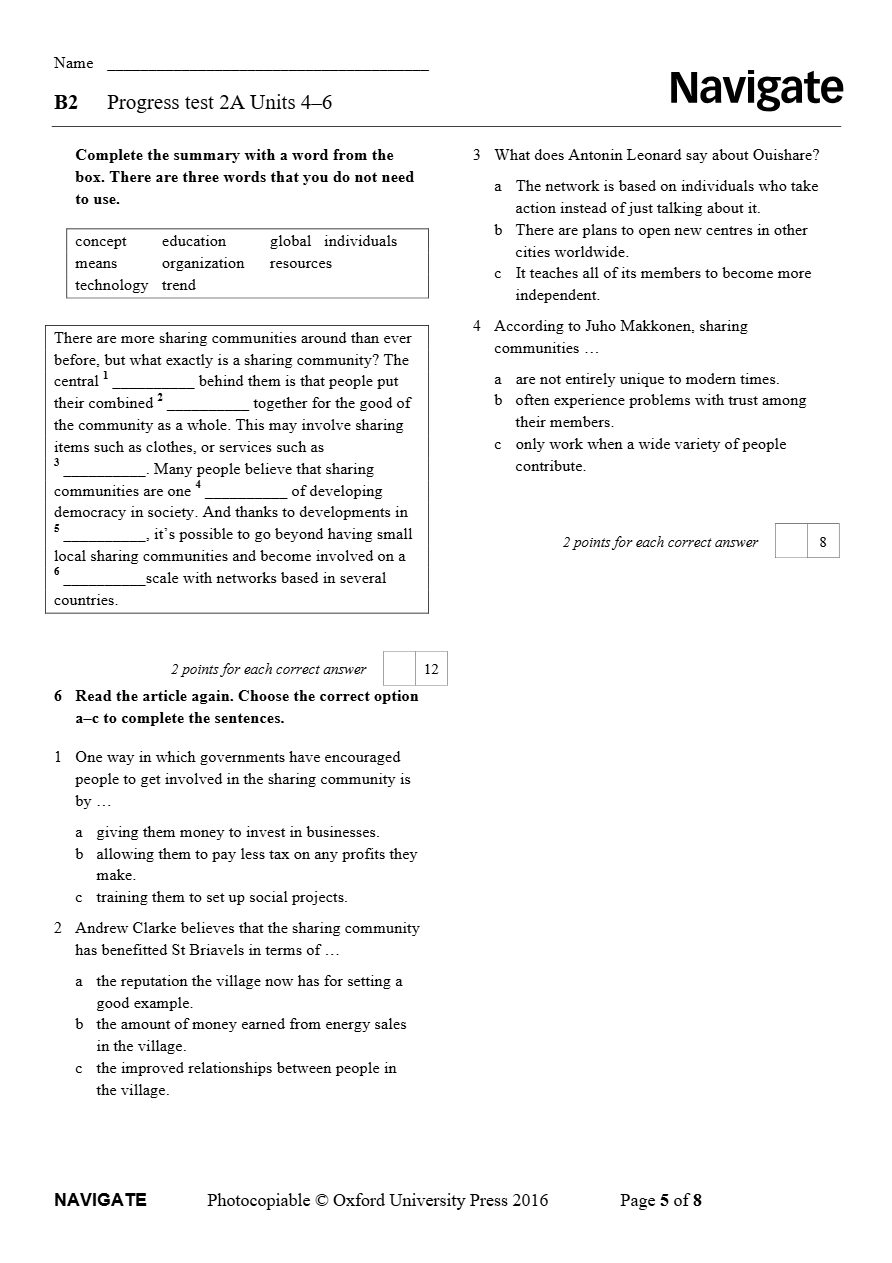 Name ________________________________________
Navigate
B2 Progress test 2A Units 4–6
Complete the summary with a word from the
box. There are three words that you do not need
to use.
concept education global individuals
means organization resources
technology trend
There are more sharing communities around than ever
before, but what exactly is a sharing community? The
central 1 __________ behind them is that people put
their combined 2 __________ together for the good of
the community as a whole. This may involve sharing
items such as clothes, or services such as
3 __________. Many people believe that sharing
communities are one 4 __________ of developing
democracy in society. And thanks to developments in
5 __________, it’s possible to go beyond having small
local sharing communities and become involved on a
6 __________scale with networks based in several
countries.
2 points for each correct answer 12
6 Read the article again. Choose the correct option
a–c to complete the sentences.
1 One way in which governments have encouraged
people to get involved in the sharing community is
by …
a giving them money to invest in businesses.
b allowing them to pay less tax on any profits they
make.
c training them to set up social projects.
2 Andrew Clarke believes that the sharing community
has benefitted St Briavels in terms of …
a the reputation the village now has for setting a
good example.
b the amount of money earned from energy sales
in the village.
c the improved relationships between people in
the village.
3 What does Antonin Leonard say about Ouishare?
a The network is based on individuals who take
action instead of just talking about it.
b There are plans to open new centres in other
cities worldwide.
c It teaches all of its members to become more
independent.
4 According to Juho Makkonen, sharing
communities …
a are not entirely unique to modern times.
b often experience problems with trust among
their members.
c only work when a wide variety of people
contribute.
2 points for each correct answer 8
NAVIGATE Photocopiable © Oxford University Press 2016 Page 5 of 8